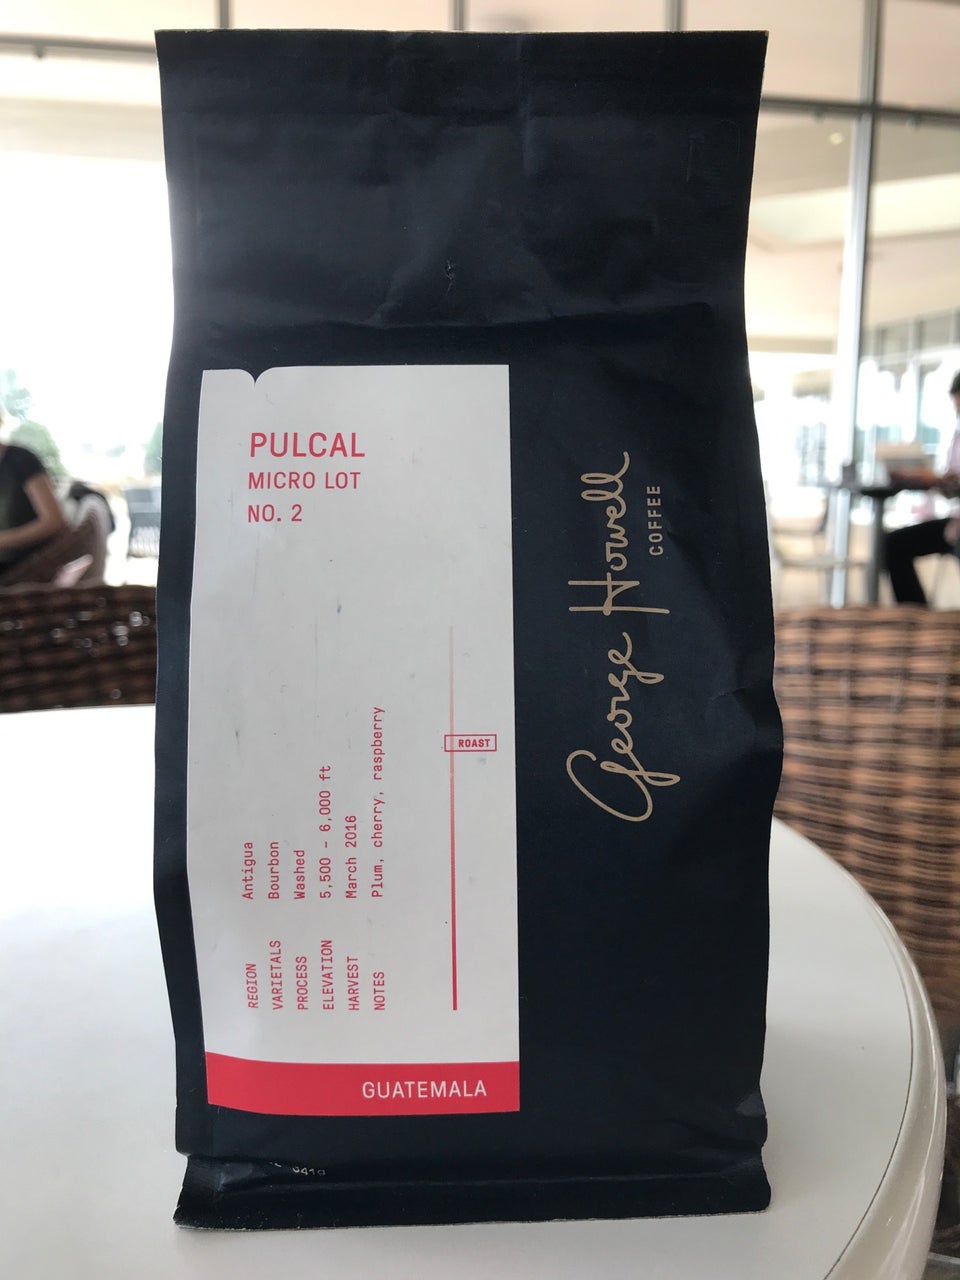 PULCAL
MICRO LOT
NO. 2
REGION Antigua
VARIETALS Bourbon
PROCESS Washed
ELEVATION 5,500 – 6,000 ft
HARVEST March 2016
NOTES Plum, cherry, raspberry
ROAST
GUATEMALA
George Howell
COFFEE